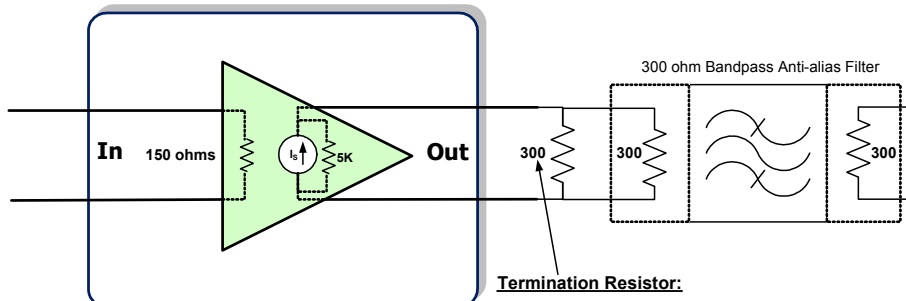 300 ohm Bandpass Anti-alias Filter
In
150 ohms
Is
5K
Out
300
300
300
Termination Resistor: